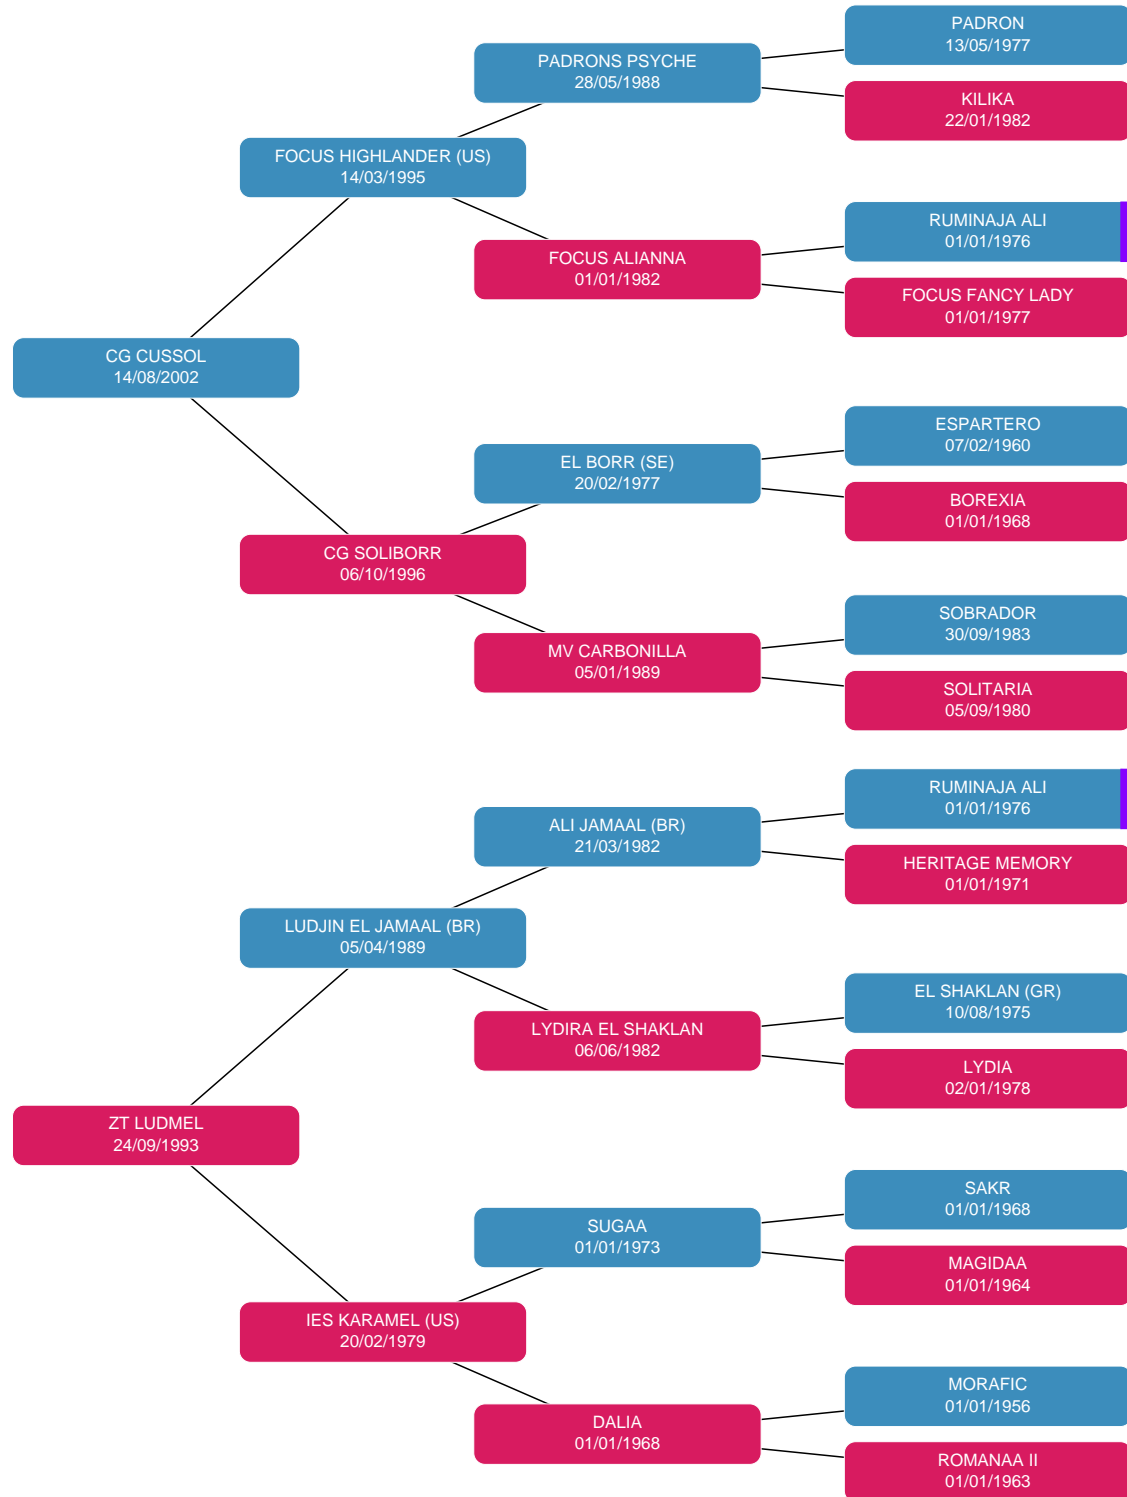 PADRON
13/05/1977
PADRONS PSYCHE
28/05/1988
KILIKA
22/01/1982
FOCUS HIGHLANDER (US)
14/03/1995
RUMINAJA ALI
01/01/1976
FOCUS ALIANNA
01/01/1982
FOCUS FANCY LADY
01/01/1977
CG CUSSOL
14/08/2002
ESPARTERO
07/02/1960
EL BORR (SE)
20/02/1977
BOREXIA
01/01/1968
CG SOLIBORR
06/10/1996
SOBRADOR
30/09/1983
MV CARBONILLA
05/01/1989
SOLITARIA
05/09/1980
RUMINAJA ALI
01/01/1976
ALI JAMAAL (BR)
21/03/1982
HERITAGE MEMORY
01/01/1971
LUDJIN EL JAMAAL (BR)
05/04/1989
EL SHAKLAN (GR)
10/08/1975
LYDIRA EL SHAKLAN
06/06/1982
LYDIA
02/01/1978
ZT LUDMEL
24/09/1993
SAKR
01/01/1968
SUGAA
01/01/1973
MAGIDAA
01/01/1964
IES KARAMEL (US)
20/02/1979
MORAFIC
01/01/1956
DALIA
01/01/1968
ROMANAA II
01/01/1963